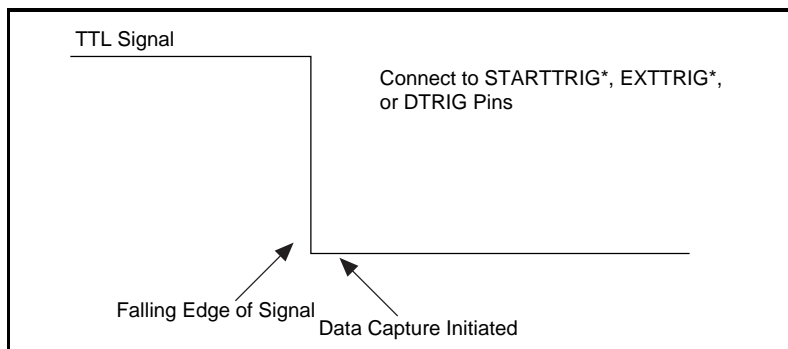 TTL Signal
Connect to STARTTRIG*, EXTTRIG*,
or DTRIG Pins
Falling Edge of Signal
Data Capture Initiated